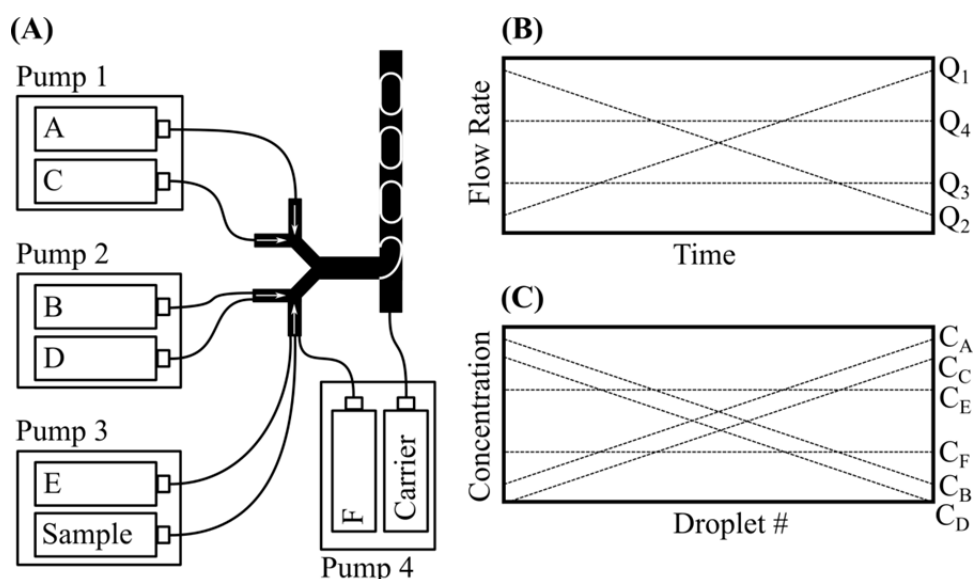 (A)
Pump 1
A
C
Pump 2
B
D
Pump 3
E
Sample
F
Carrier
Pump 4
(B)
Flow Rate
Time
Q1
Q4
Q3
Q2
(C)
Concentration
Droplet #
CA
CC
CE
CF
CB
CD